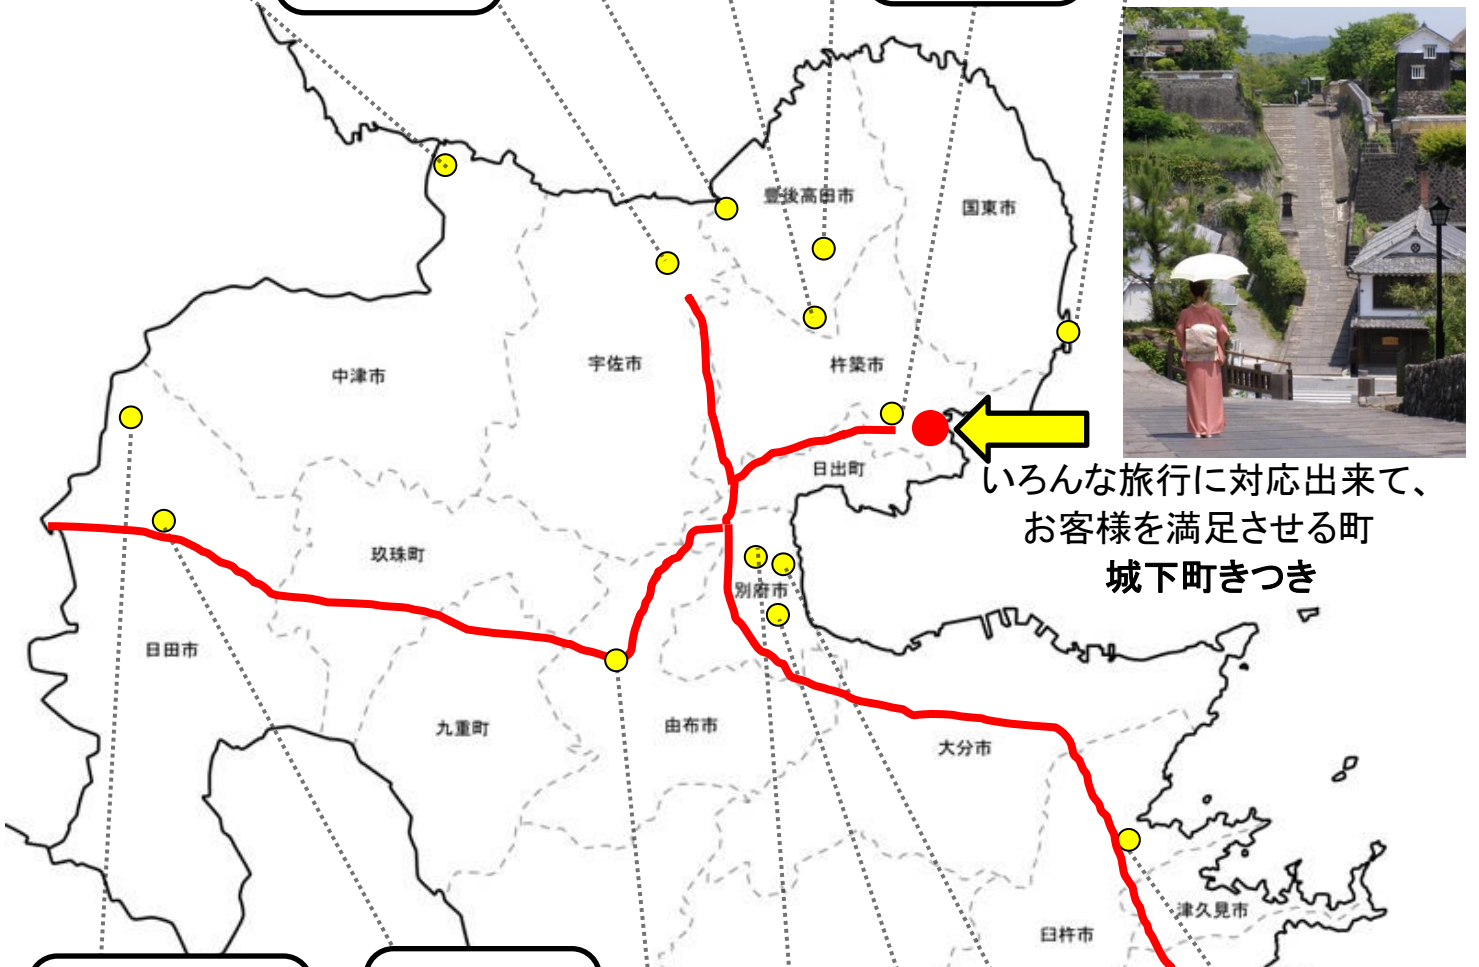 豊後高田市
国東市
宇佐市
杵築市
中津市
日出町
いろんな旅行に対応出来て、
お客様を満足させる町
城下町きつき
玖珠町
別府市
日田市
九重町
由布市
大分市
津久見市
臼杵市